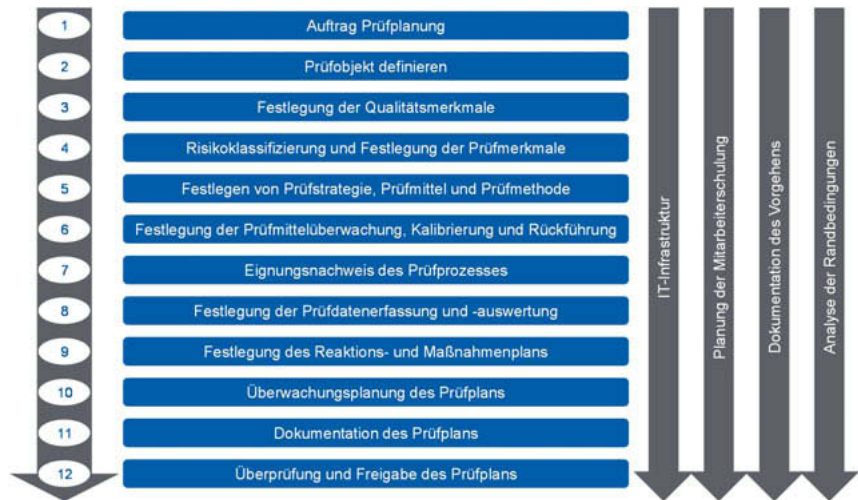 1 Auftrag Prüfplanung
2 Prüfobjekt definieren
3 Festlegung der Qualitätsmerkmale
4 Risikoklassifizierung und Festlegung der Prüfmerkmale
5 Festlegen von Prüfstrategie, Prüfmittel und Prüfmethode
6 Festlegung der Prüfmittelüberwachung, Kalibrierung und Rückführung
7 Eignungsnachweis des Prüfprozesses
8 Festlegung der Prüfdatenerfassung und -auswertung
9 Festlegung des Reaktions- und Maßnahmenplans
10 Überwachungsplanung des Prüfplans
11 Dokumentation des Prüfplans
12 Überprüfung und Freigabe des Prüfplans
IT-Infrastruktur
Planung der Mitarbeiterschulung
Dokumentation des Vorgehens
Analyse der Randbedingungen